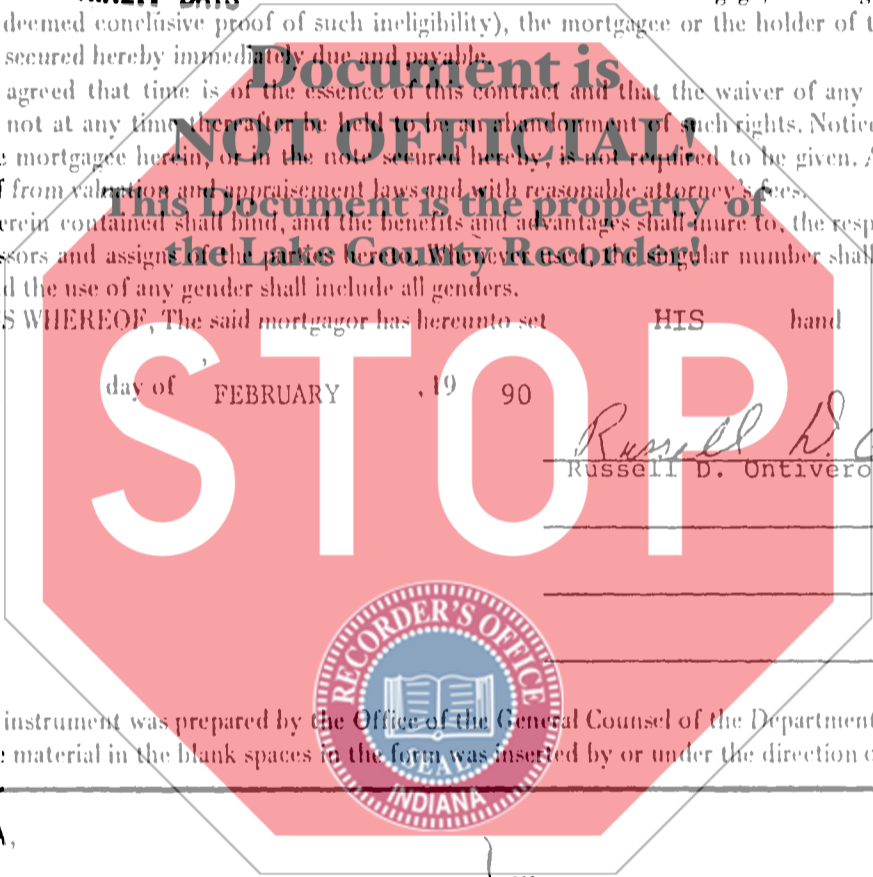 DAYS
deemed conclusive proof of such ineligibility), the mortgagee or the holder of t
secured hereby immediately due and payable.
Document is
agreed that time is of the essence of this contract and that the waiver of any
not at any time thereafter be held to be an abandonment of such rights. Notice
NOT OFFICIAL!
e mortgagee herein, or in the note secured hereby, is not required to be given. A
f from valuation and appraisement laws and with reasonable attorney's fees.
This Document is the property of
erein contained shall bind, and the benefits and advantages shall inure to, the resp
ssors and assigns of the parties hereto. Whenever used, the singular number shall
the Lake County Recorder!
d the use of any gender shall include all genders.
S WHEREOF, The said mortgagor has hereunto set HIS hand
STOP
day of FEBRUARY , 19 90
Russell D. O
Russell D. Ontivero
RECORDER'S OFFICE
SEAL
INDIANA
instrument was prepared by the Office of the General Counsel of the Department
e material in the blank spaces in the form was inserted by or under the direction o
A,